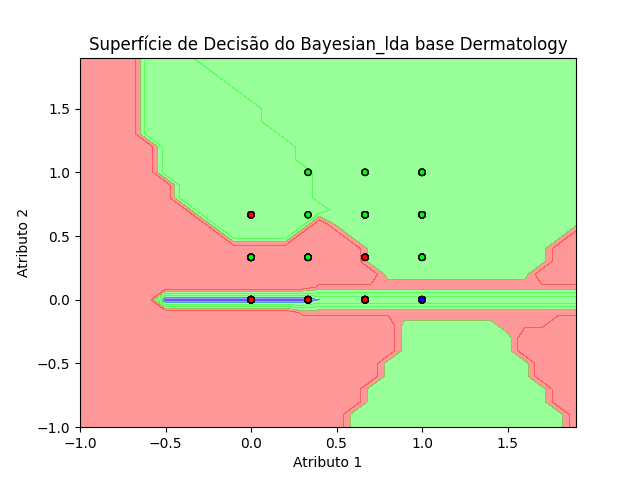 Superfície de Decisão do Bayesian_lda base Dermatology
Atributo 2
1.5
1.0
0.5
0.0
−0.5
−1.0
−1.0 −0.5 0.0 0.5 1.0 1.5
Atributo 1